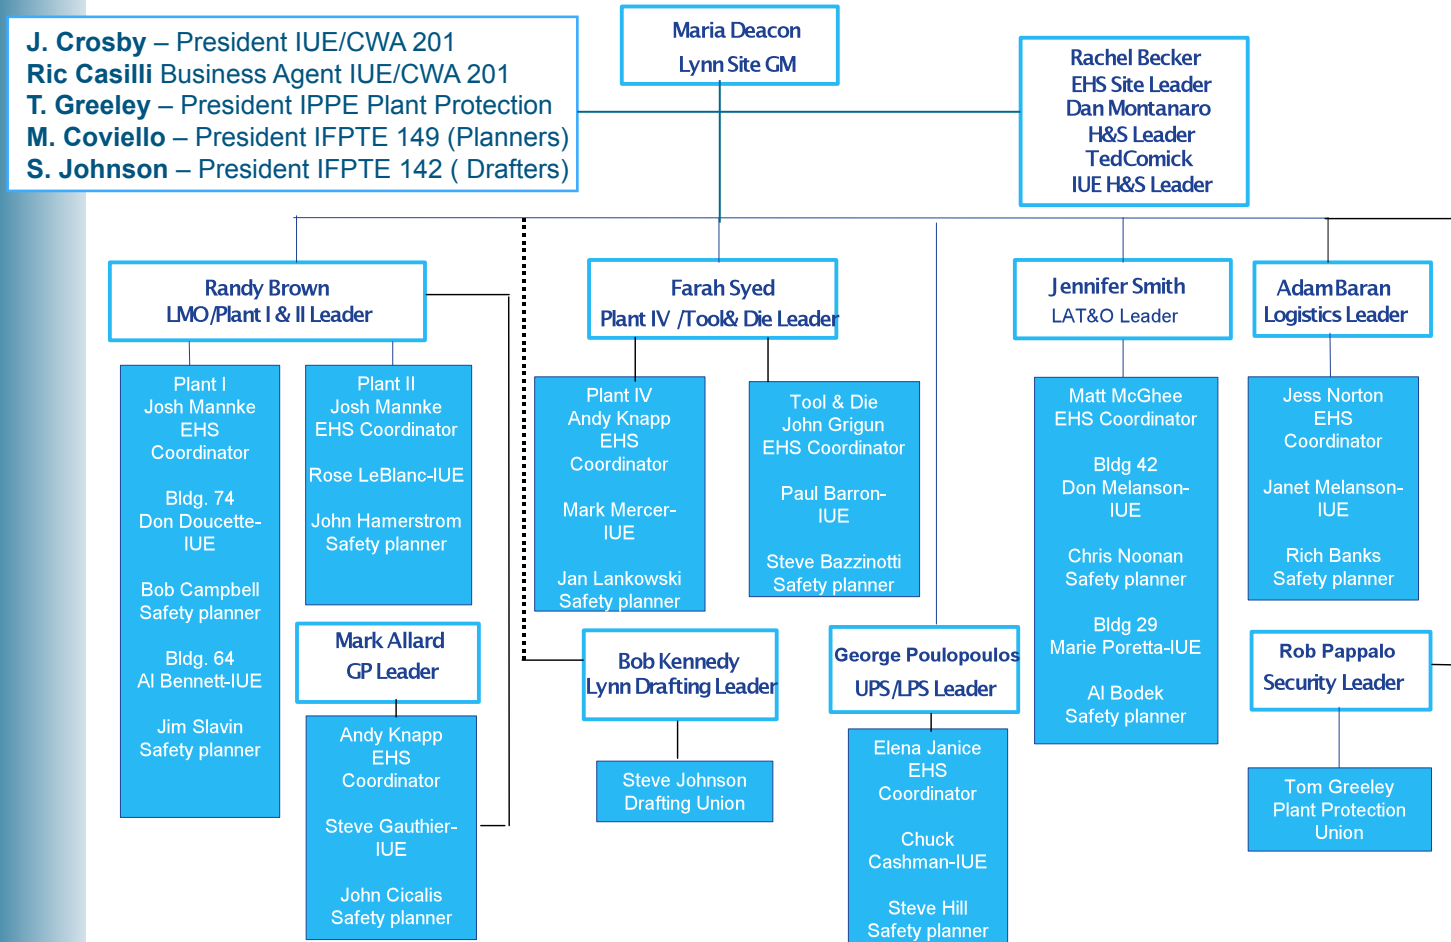 J. Crosby – President IUE/CWA 201
Ric Casilli Business Agent IUE/CWA 201
T. Greeley – President IPPE Plant Protection
M. Coviello – President IFPTE 149 (Planners)
S. Johnson – President IFPTE 142 ( Drafters)
Maria Deacon
Lynn Site GM
Rachel Becker
EHS Site Leader
Dan Montanaro
H&S Leader
TedComick
IUE H&S Leader
Randy Brown
LMO/Plant I & II Leader
Plant I
Josh Mannke
EHS
Coordinator
Bldg. 74
Don Doucette-
IUE
Bob Campbell
Safety planner
Bldg. 64
Al Bennett-IUE
Jim Slavin
Safety planner
Plant II
Josh Mannke
EHS Coordinator
Rose LeBlanc-IUE
John Hamerstrom
Safety planner
Mark Allard
GP Leader
Andy Knapp
EHS
Coordinator
Steve Gauthier-
IUE
John Cicalis
Safety planner
Farah Syed
Plant IV /Took& Die Leader
Plant IV
Andy Knapp
EHS
Coordinator
Mark Mercer-
IUE
Jan Lankowski
Safety planner
Tool & Die
John Grigun
EHS Coordinator
Paul Barron-
IUE
Steve Bazzinotti
Safety planner
Bob Kennedy
Lynn Drafting Leader
Steve Johnson
Drafting Union
George Poulopoulos
UPS/LPS Leader
Elena Janice
EHS
Coordinator
Chuck
Cashman-IUE
Steve Hill
Safety planner
Jennifer Smith
LAT&O Leader
Matt McGhee
EHS Coordinator
Bldg 42
Don Melanson-
IUE
Chris Noonan
Safety planner
Bldg 29
Marie Poretta-IUE
Al Bodek
Safety planner
AdamBaran
Logistics Leader
Jess Norton
EHS
Coordinator
Janet Melanson-
IUE
Rich Banks
Safety planner
Rob Pappalo
Security Leader
Tom Greeley
Plant Protection
Union